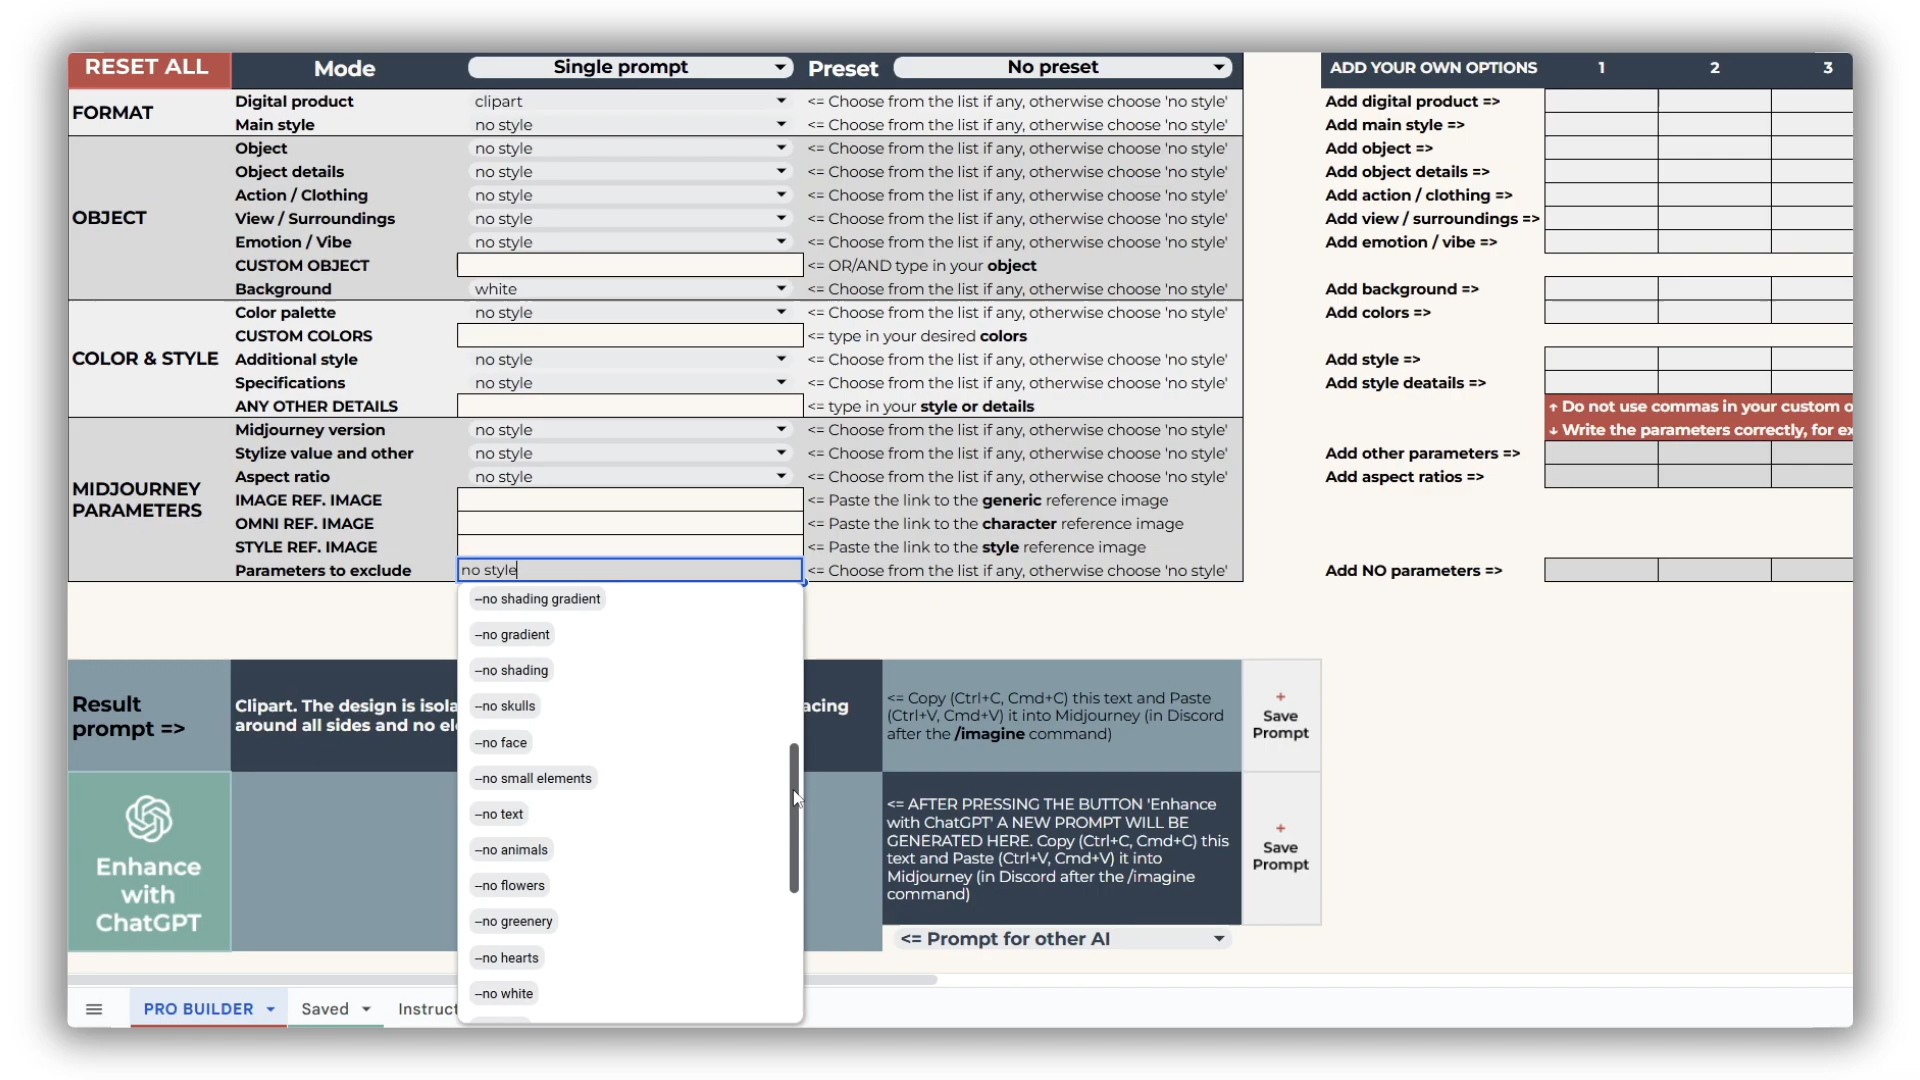 RESET ALL Mode Single prompt Preset No preset ADD YOUR OWN OPTIONS 1 2 3
FORMAT
Digital product clipart <= Choose from the list if any, otherwise choose 'no style' Add digital product =>
Main style no style <= Choose from the list if any, otherwise choose 'no style' Add main style =>
OBJECT
Object no style <= Choose from the list if any, otherwise choose 'no style' Add object =>
Object details no style <= Choose from the list if any, otherwise choose 'no style' Add object details =>
Action / Clothing no style <= Choose from the list if any, otherwise choose 'no style' Add action / clothing =>
View / Surroundings no style <= Choose from the list if any, otherwise choose 'no style' Add view / surroundings =>
Emotion / Vibe no style <= Choose from the list if any, otherwise choose 'no style' Add emotion / vibe =>
CUSTOM OBJECT <= OR/AND type in your object
Background white <= Choose from the list if any, otherwise choose 'no style' Add background =>
COLOR & STYLE
Color palette no style <= Choose from the list if any, otherwise choose 'no style' Add colors =>
CUSTOM COLORS <= type in your desired colors
Additional style no style <= Choose from the list if any, otherwise choose 'no style' Add style =>
Specifications no style <= Choose from the list if any, otherwise choose 'no style' Add style deatails =>
ANY OTHER DETAILS <= type in your style or details ↑ Do not use commas in your custom o
MIDJOURNEY
PARAMETERS
Midjourney version no style <= Choose from the list if any, otherwise choose 'no style' ↓ Write the parameters correctly, for ex
Stylize value and other no style <= Choose from the list if any, otherwise choose 'no style' Add other parameters =>
Aspect ratio no style <= Choose from the list if any, otherwise choose 'no style' Add aspect ratios =>
IMAGE REF. IMAGE <= Paste the link to the generic reference image
OMNI REF. IMAGE <= Paste the link to the character reference image
STYLE REF. IMAGE <= Paste the link to the style reference image
Parameters to exclude no style <= Choose from the list if any, otherwise choose 'no style' Add NO parameters =>
–no shading gradient
–no gradient
–no shading
–no skulls
–no face
–no small elements
–no text
–no animals
–no flowers
–no greenery
–no hearts
–no white
Result
prompt =>
Clipart. The design is isola acing
around all sides and no el
<= Copy (Ctrl+C, Cmd+C) this text and Paste
(Ctrl+V, Cmd+V) it into Midjourney (in Discord
after the /imagine command)
+
Save
Prompt
Enhance
with
ChatGPT
<= AFTER PRESSING THE BUTTON 'Enhance
with ChatGPT' A NEW PROMPT WILL BE
GENERATED HERE. Copy (Ctrl+C, Cmd+C) this
text and Paste (Ctrl+V, Cmd+V) it into
Midjourney (in Discord after the /imagine
command)
+
Save
Prompt
<= Prompt for other AI
PRO BUILDER Saved Instruct